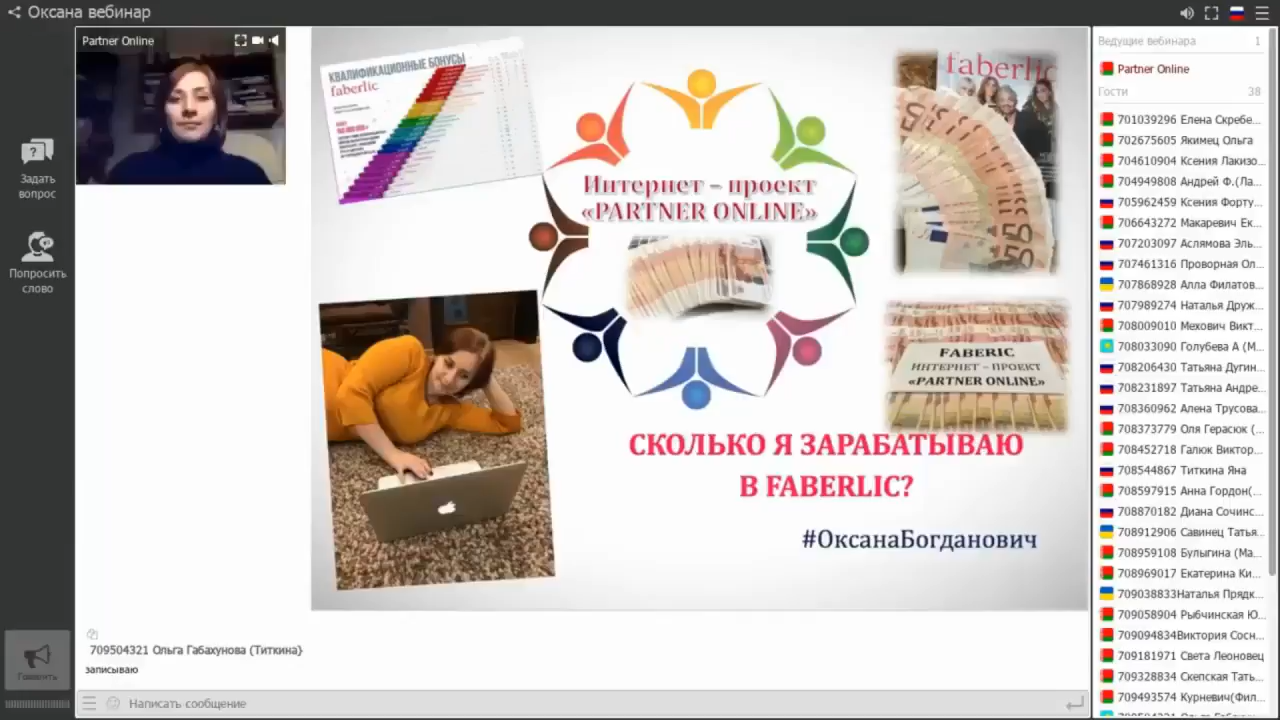 Оксана вебинар
Partner Online
Задать
вопрос
Попросить
слово
КВАЛИФИКАЦИОННЫЕ БОНУСЫ
faberlic
Интернет – проект
«PARTNER ONLINE»
faberlic
50
50
FABERIC
ИНТЕРНЕТ – ПРОЕКТ
«PARTNER ONLINE»
СКОЛЬКО Я ЗАРАБАТЫВАЮ
В FABERLIC?
#ОксанаБогданович
709504321 Ольга Габахунова (Титкина}
записываю
Говорить
Написать сообщение
Ведущие вебинара 1
Partner Online
Гости 38
701039296 Елена Скребе...
702675605 Якимец Ольга
704610904 Ксения Лакизо...
704949808 Андрей Ф.(Ла...
705962459 Ксения Форту...
706643272 Макаревич Ек...
707203097 Аслямова Эль...
707461316 Проворная Ол...
707868928 Алла Филатов...
707989274 Наталья Друж...
708009010 Мехович Викт...
708033090 Голубева А (М...
708206430 Татьяна Дугин...
708231897 Татьяна Андре...
708360962 Алена Трусова...
708373779 Оля Герасюк (...
708452718 Галюк Виктор...
708544867 Титкина Яна
708597915 Анна Гордон(...
708870182 Диана Сочинс...
708912906 Савинец Татья...
708959108 Булыгина (Ма...
708969017 Екатерина Ки...
709038833Наталья Прядк...
709058904 Рыбчинская Ю...
709094834Виктория Сосн...
709181971 Света Леоновец
709328834 Скепская Тать...
709493574 Курневич(Фил...